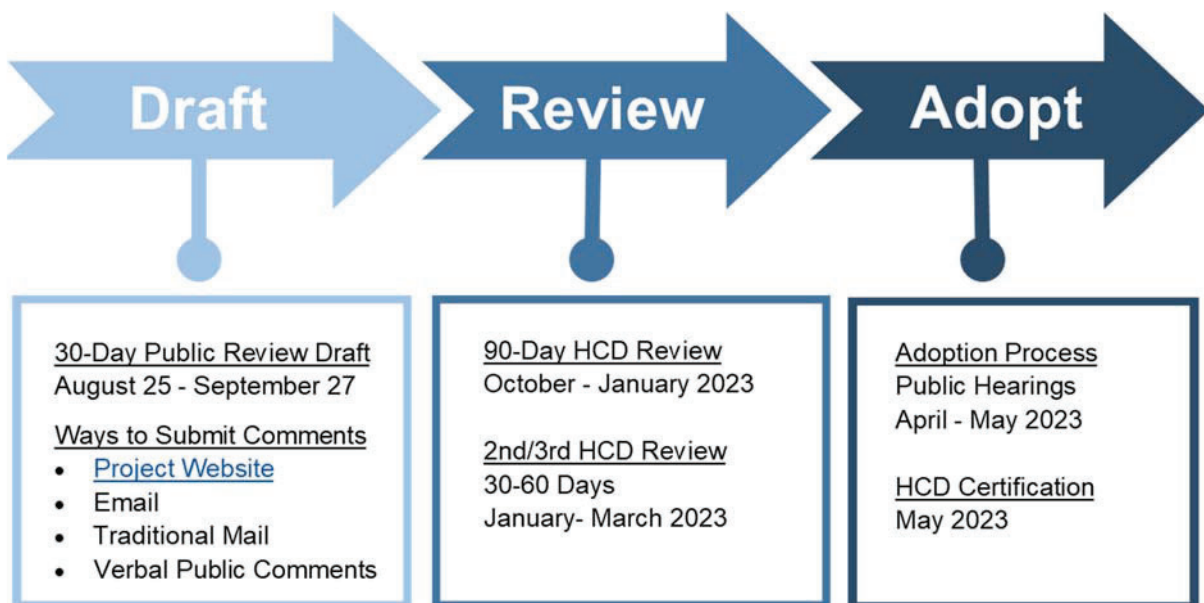 Draft
Review
Adopt
30-Day Public Review Draft
August 25 - September 27
Ways to Submit Comments
• Project Website
• Email
• Traditional Mail
• Verbal Public Comments
90-Day HCD Review
October - January 2023
2nd/3rd HCD Review
30-60 Days
January- March 2023
Adoption Process
Public Hearings
April - May 2023
HCD Certification
May 2023